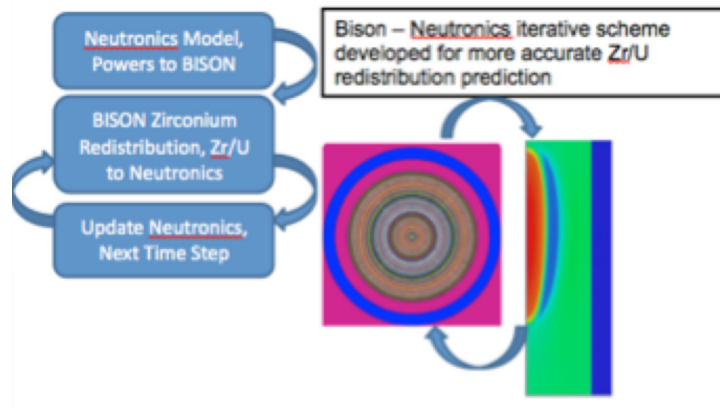 Neutronics Model,
Powers to BISON
BISON Zirconium
Redistribution, Zr/U
to Neutronics
Update Neutronics,
Next Time Step
Bison – Neutronics iterative scheme
developed for more accurate Zr/U
redistribution prediction